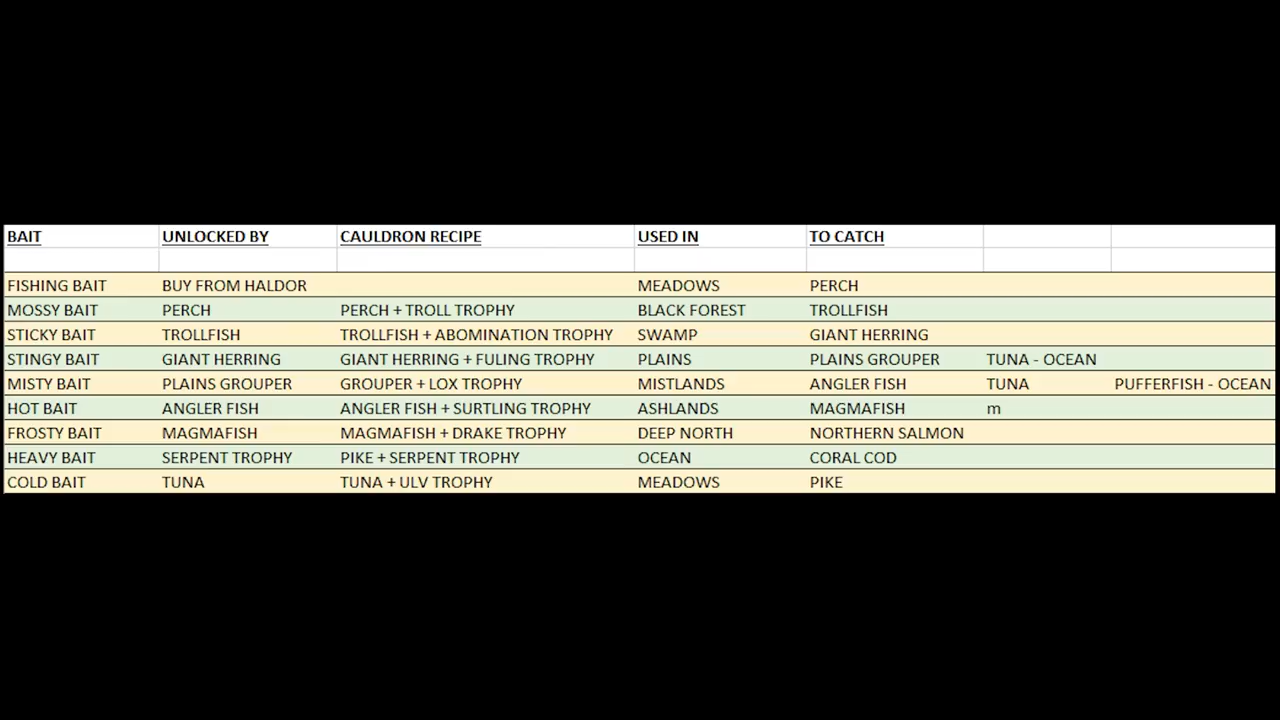 BAIT UNLOCKED BY CAULDRON RECIPE USED IN TO CATCH
FISHING BAIT BUY FROM HALDOR MEADOWS PERCH
MOSSY BAIT PERCH PERCH + TROLL TROPHY BLACK FOREST TROLLFISH
STICKY BAIT TROLLFISH TROLLFISH + ABOMINATION TROPHY SWAMP GIANT HERRING
STINGY BAIT GIANT HERRING GIANT HERRING + FULING TROPHY PLAINS PLAINS GROUPER TUNA - OCEAN
MISTY BAIT PLAINS GROUPER GROUPER + LOX TROPHY MISTLANDS ANGLER FISH TUNA PUFFERFISH - OCEAN
HOT BAIT ANGLER FISH ANGLER FISH + SURTLING TROPHY ASHLANDS MAGMAFISH m
FROSTY BAIT MAGMAFISH MAGMAFISH + DRAKE TROPHY DEEP NORTH NORTHERN SALMON
HEAVY BAIT SERPENT TROPHY PIKE + SERPENT TROPHY OCEAN CORAL COD
COLD BAIT TUNA TUNA + ULV TROPHY MEADOWS PIKE